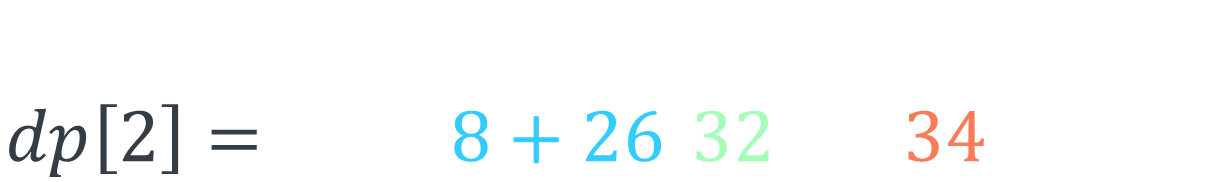 dp[2] = 8 + 26 32 34